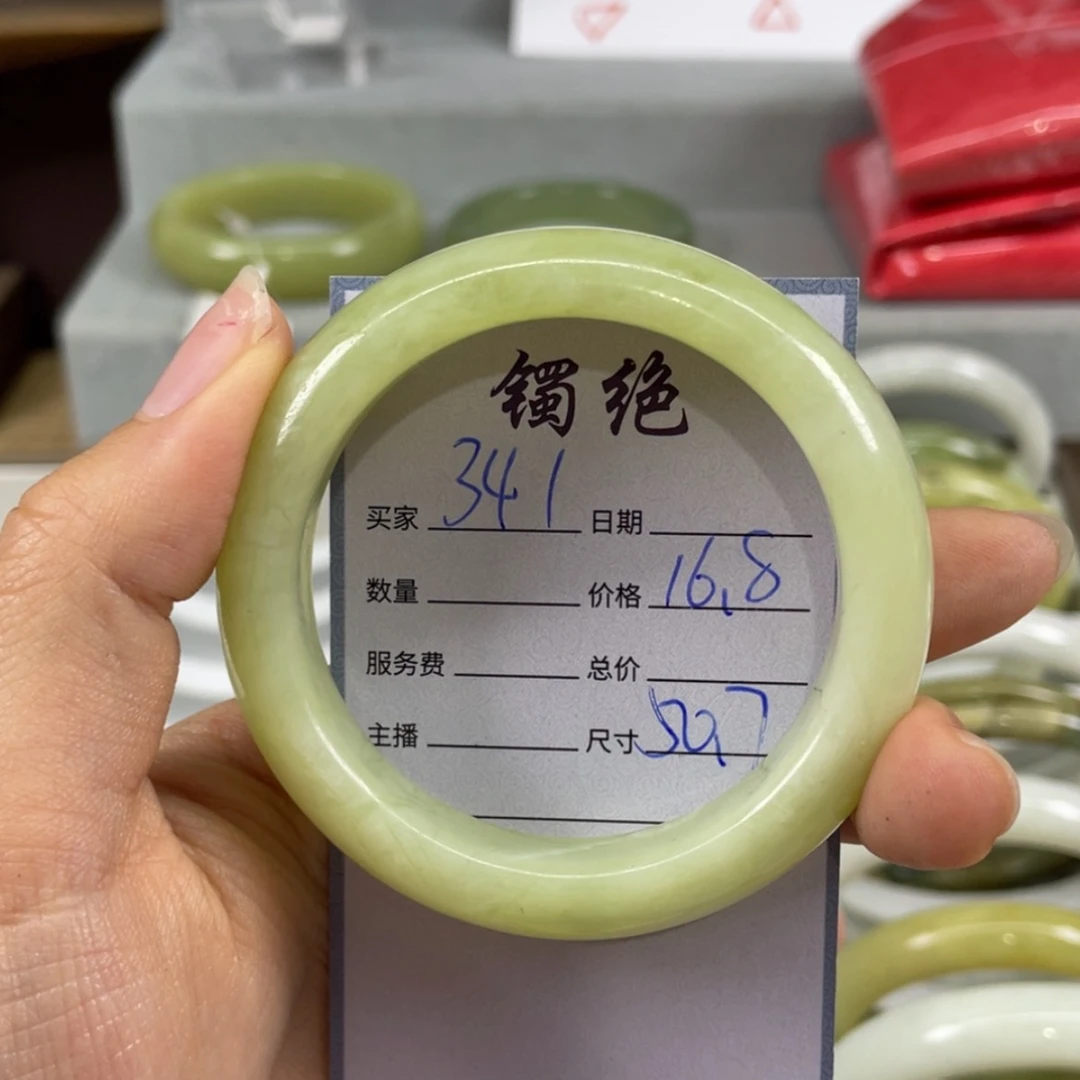 镯绝
买家 341 日期
数量 价格 16.8
服务费 总价
主播 尺寸 50.7